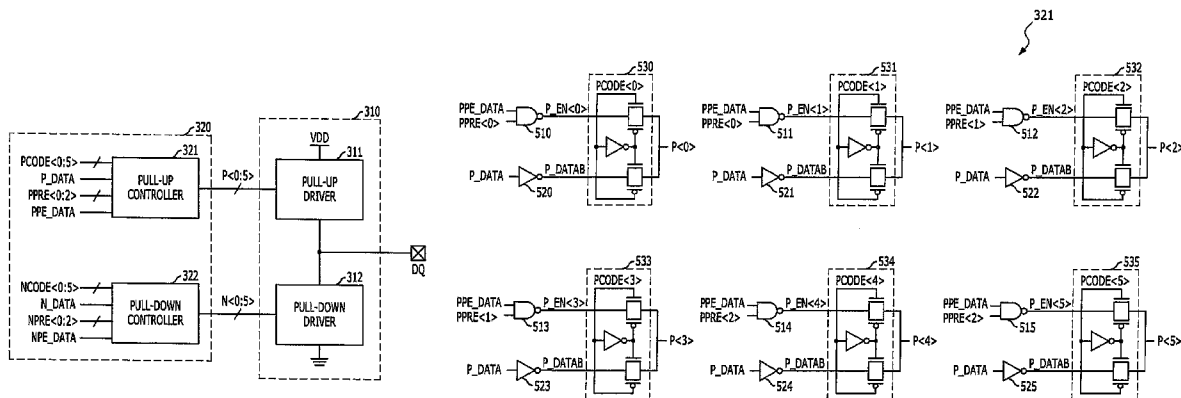 320
321
PCODE<0:5>
P_DATA
PPRE<0:2>
PPE_DATA
PULL-UP
CONTROLLER
P<0:5>
322
NCODE<0:5>
N_DATA
NPRE<0:2>
NPE_DATA
PULL-DOWN
CONTROLLER
N<0:5>
310
VDD
311
PULL-UP
DRIVER
DQ
312
PULL-DOWN
DRIVER
321
530
PCODE<0>
PPE_DATA
PPRE<0>
510
P_EN<0>
P_DATA
520
P_DATAB
P<0>
531
PCODE<1>
PPE_DATA
PPRE<0>
511
P_EN<1>
P_DATA
521
P_DATAB
P<1>
532
PCODE<2>
PPE_DATA
PPRE<1>
512
P_EN<2>
P_DATA
522
P_DATAB
P<2>
533
PCODE<3>
PPE_DATA
PPRE<1>
513
P_EN<3>
P_DATA
523
P_DATAB
P<3>
534
PCODE<4>
PPE_DATA
PPRE<2>
514
P_EN<4>
P_DATA
524
P_DATAB
P<4>
535
PCODE<5>
PPE_DATA
PPRE<2>
515
P_EN<5>
P_DATA
525
P_DATAB
P<5>